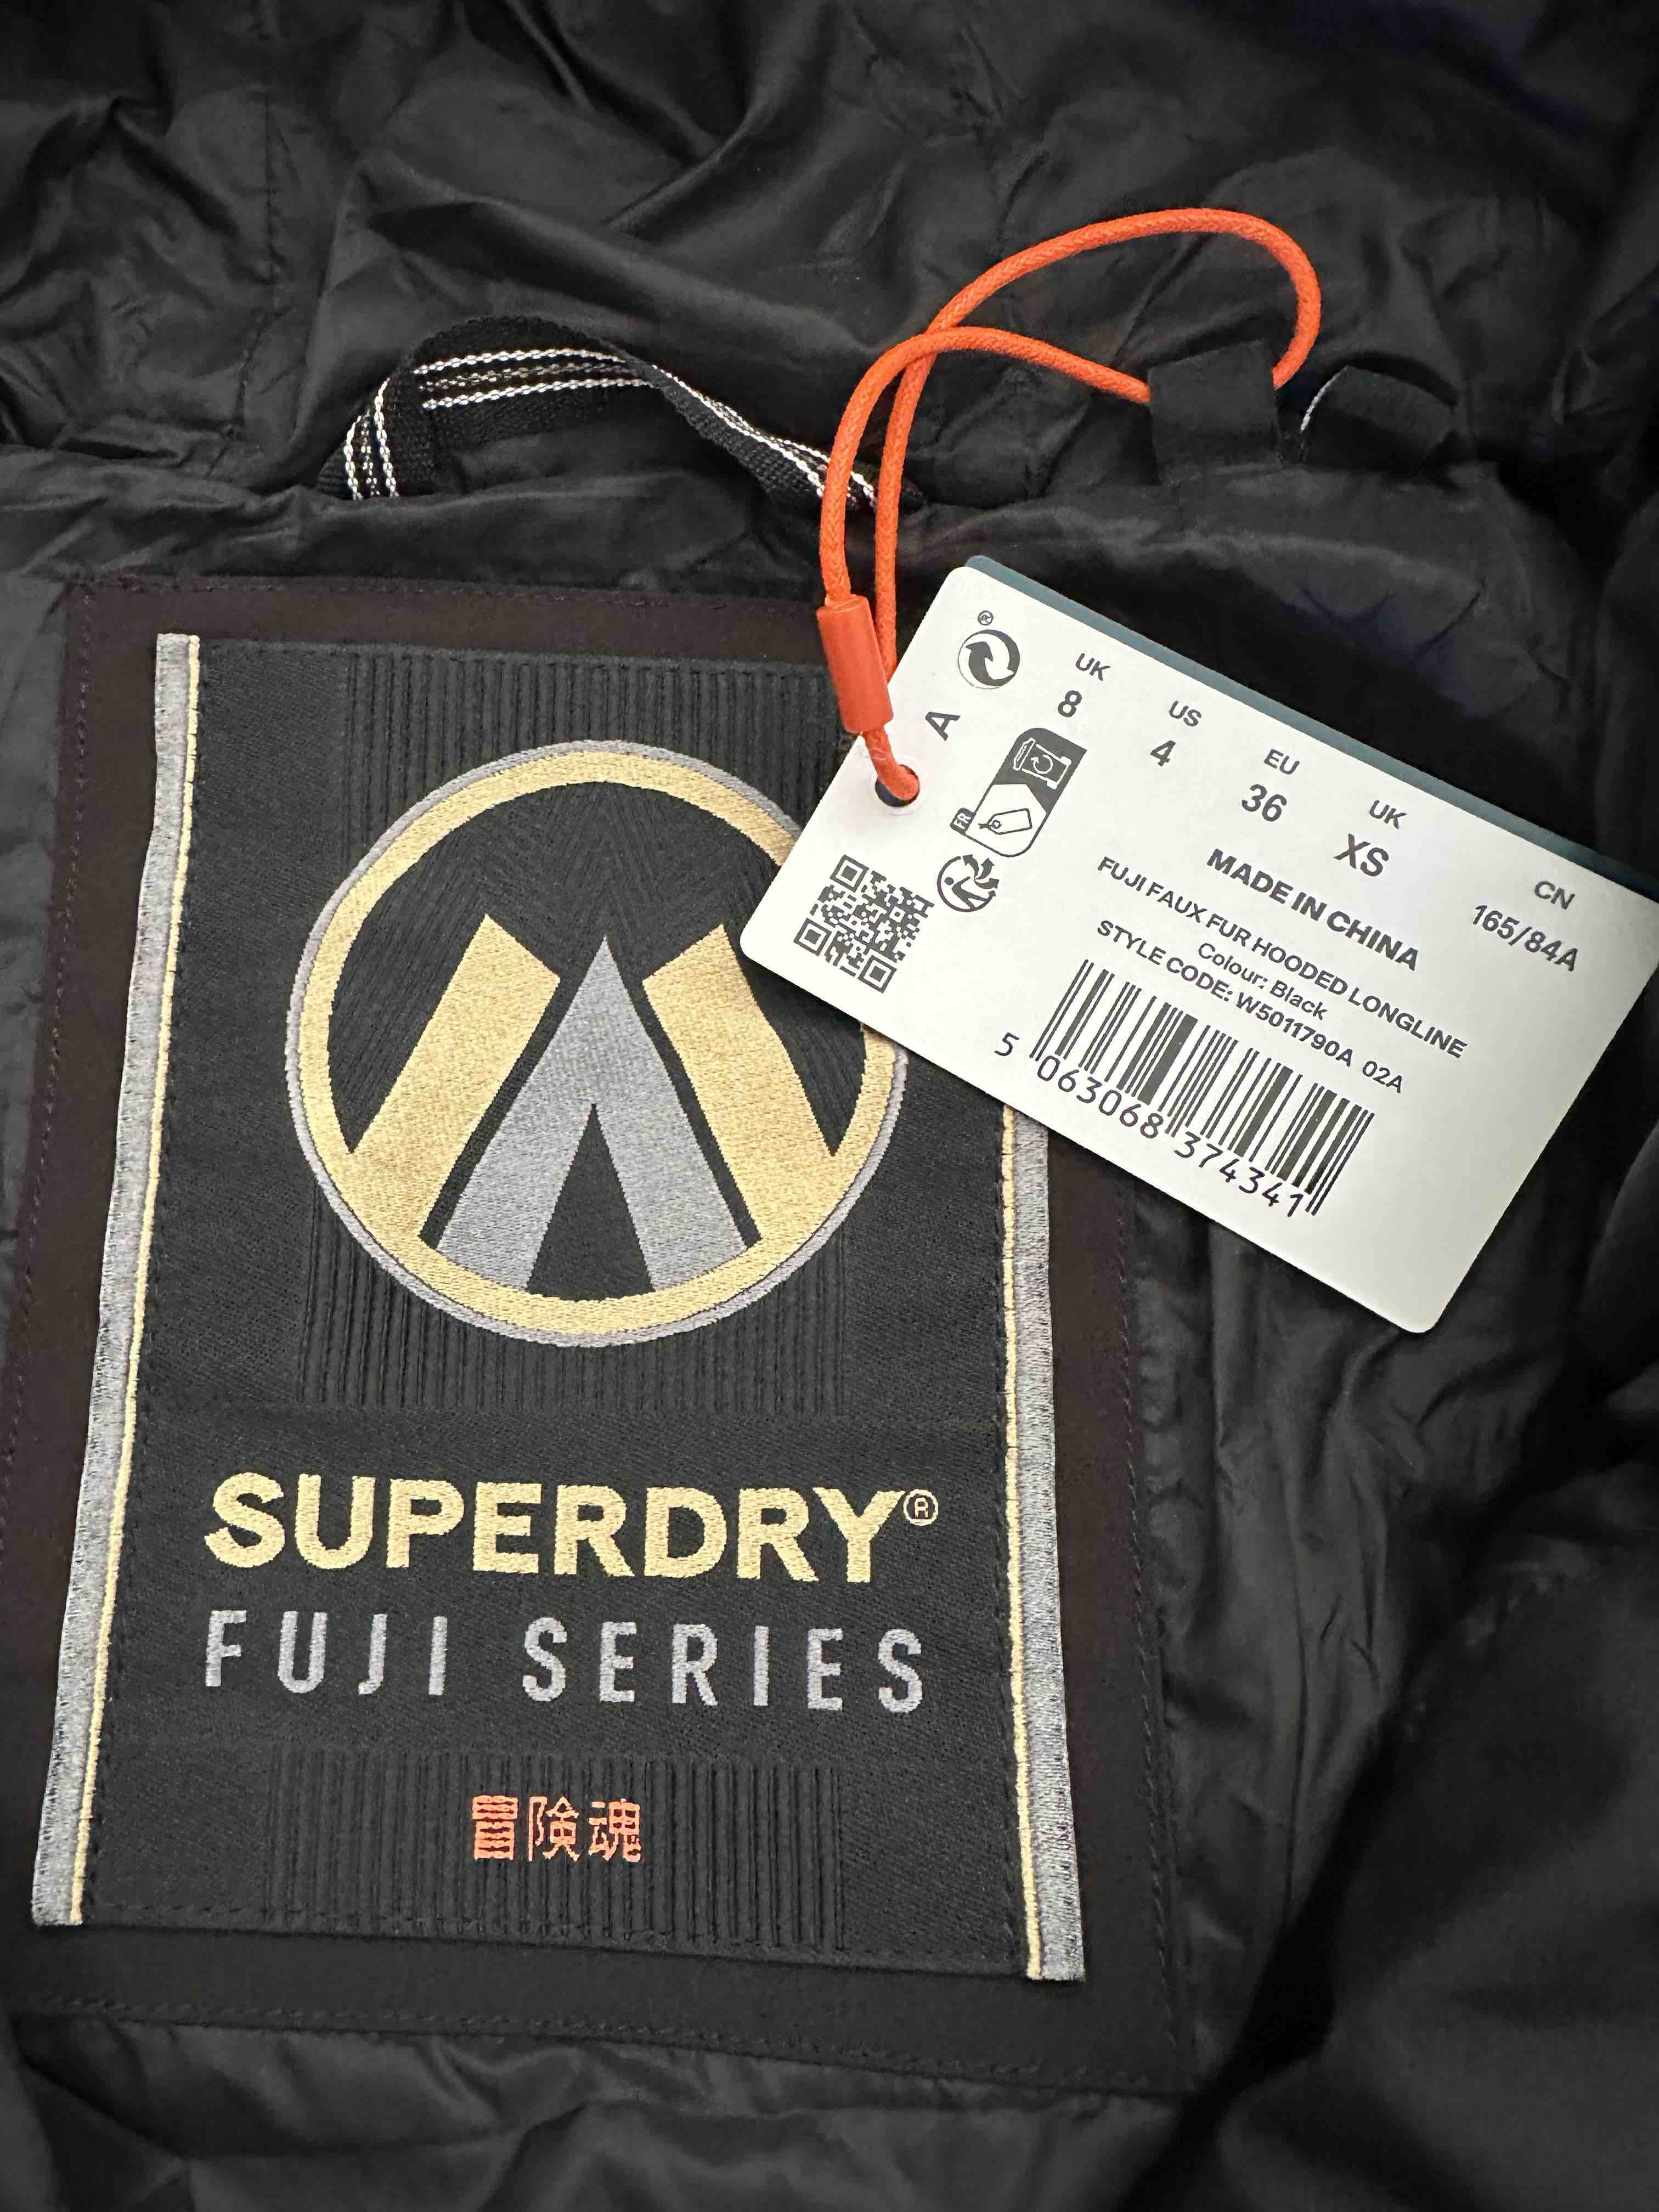 UK
8
US
4
EU
36
UK
XS
CN
165/84A
A
FR
MADE IN CHINA
FUJI FAUX FUR HOODED LONGLINE
Colour: Black
STYLE CODE: W5011790A 02A
5 063068 374341
SUPERDRY®
FUJI SERIES
冒険魂